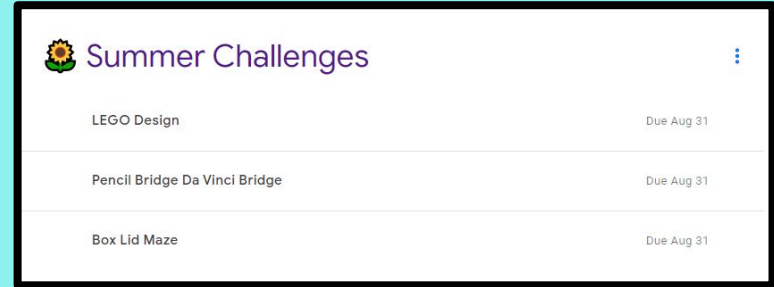 🌻 Summer Challenges
LEGO Design Due Aug 31
Pencil Bridge Da Vinci Bridge Due Aug 31
Box Lid Maze Due Aug 31